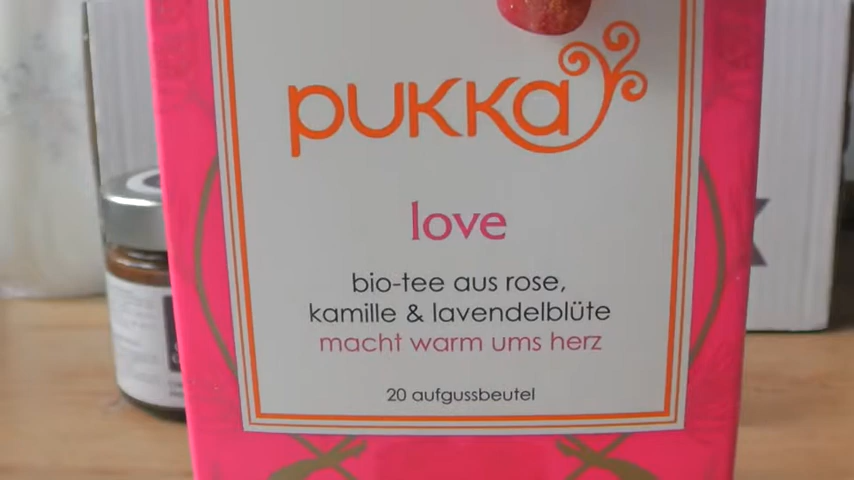 pukka
love
bio-tee aus rose,
kamille & lavendelblüte
macht warm ums herz
20 aufgussbeutel